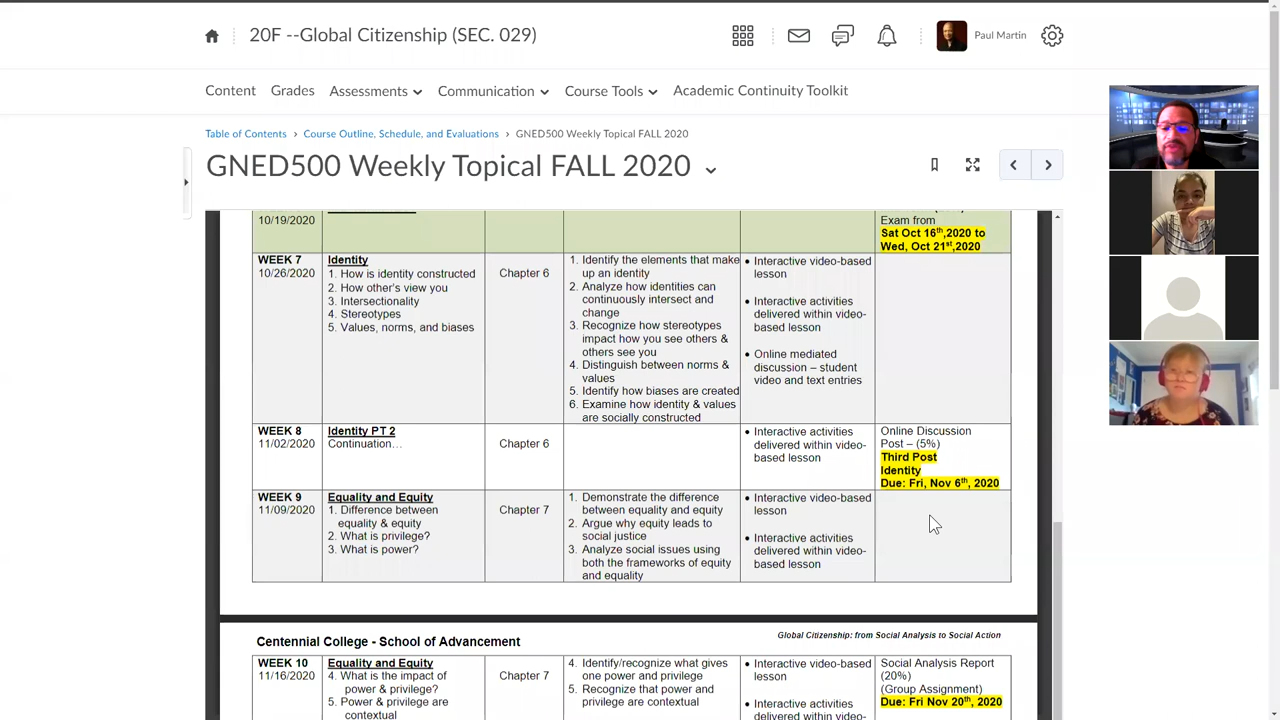 20F --Global Citizenship (SEC. 029)
Paul Martin
Content
Grades
Assessments
Communication
Course Tools
Academic Continuity Toolkit
Table of Contents > Course Outline, Schedule, and Evaluations > GNED500 Weekly Topical FALL 2020
GNED500 Weekly Topical FALL 2020
10/19/2020
Exam from
Sat Oct 16th,2020 to
Wed, Oct 21st,2020
WEEK 7
10/26/2020
Identity
1. How is identity constructed
2. How other's view you
3. Intersectionality
4. Stereotypes
5. Values, norms, and biases
Chapter 6
1. Identify the elements that make
up an identity
2. Analyze how identities can
continuously intersect and
change
3. Recognize how stereotypes
impact how you see others &
others see you
4. Distinguish between norms &
values
5. Identify how biases are created
6. Examine how identity & values
are socially constructed
• Interactive video-based
lesson
• Interactive activities
delivered within video-
based lesson
• Online mediated
discussion – student
video and text entries
WEEK 8
11/02/2020
Identity PT 2
Continuation…
Chapter 6
• Interactive activities
delivered within video-
based lesson
Online Discussion
Post – (5%)
Third Post
Identity
Due: Fri, Nov 6th, 2020
WEEK 9
11/09/2020
Equality and Equity
1. Difference between
equality & equity
2. What is privilege?
3. What is power?
Chapter 7
1. Demonstrate the difference
between equality and equity
2. Argue why equity leads to
social justice
3. Analyze social issues using
both the frameworks of equity
and equality
• Interactive video-based
lesson
• Interactive activities
delivered within video-
based lesson
Centennial College - School of Advancement
Global Citizenship: from Social Analysis to Social Action
WEEK 10
11/16/2020
Equality and Equity
4. What is the impact of
power & privilege?
5. Power & privilege are
contextual
Chapter 7
4. Identify/recognize what gives
one power and privilege
5. Recognize that power and
privilege are contextual
• Interactive video-based
lesson
• Interactive activities
delivered within video-
Social Analysis Report
(20%)
(Group Assignment)
Due: Fri Nov 20th, 2020